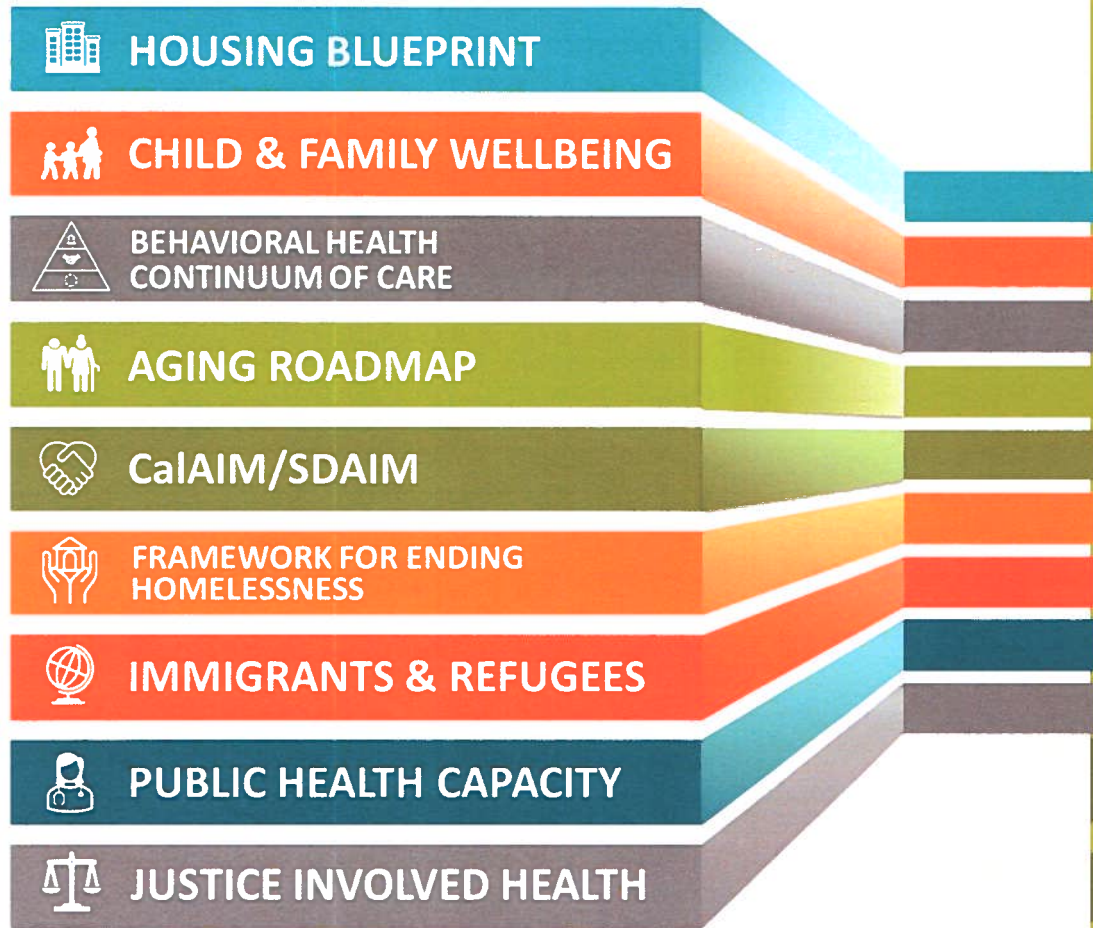 HOUSING BLUEPRINT
CHILD & FAMILY WELLBEING
BEHAVIORAL HEALTH
CONTINUUM OF CARE
AGING ROADMAP
CalAIM/SDAIM
FRAMEWORK FOR ENDING
HOMELESSNESS
IMMIGRANTS & REFUGEES
PUBLIC HEALTH CAPACITY
JUSTICE INVOLVED HEALTH